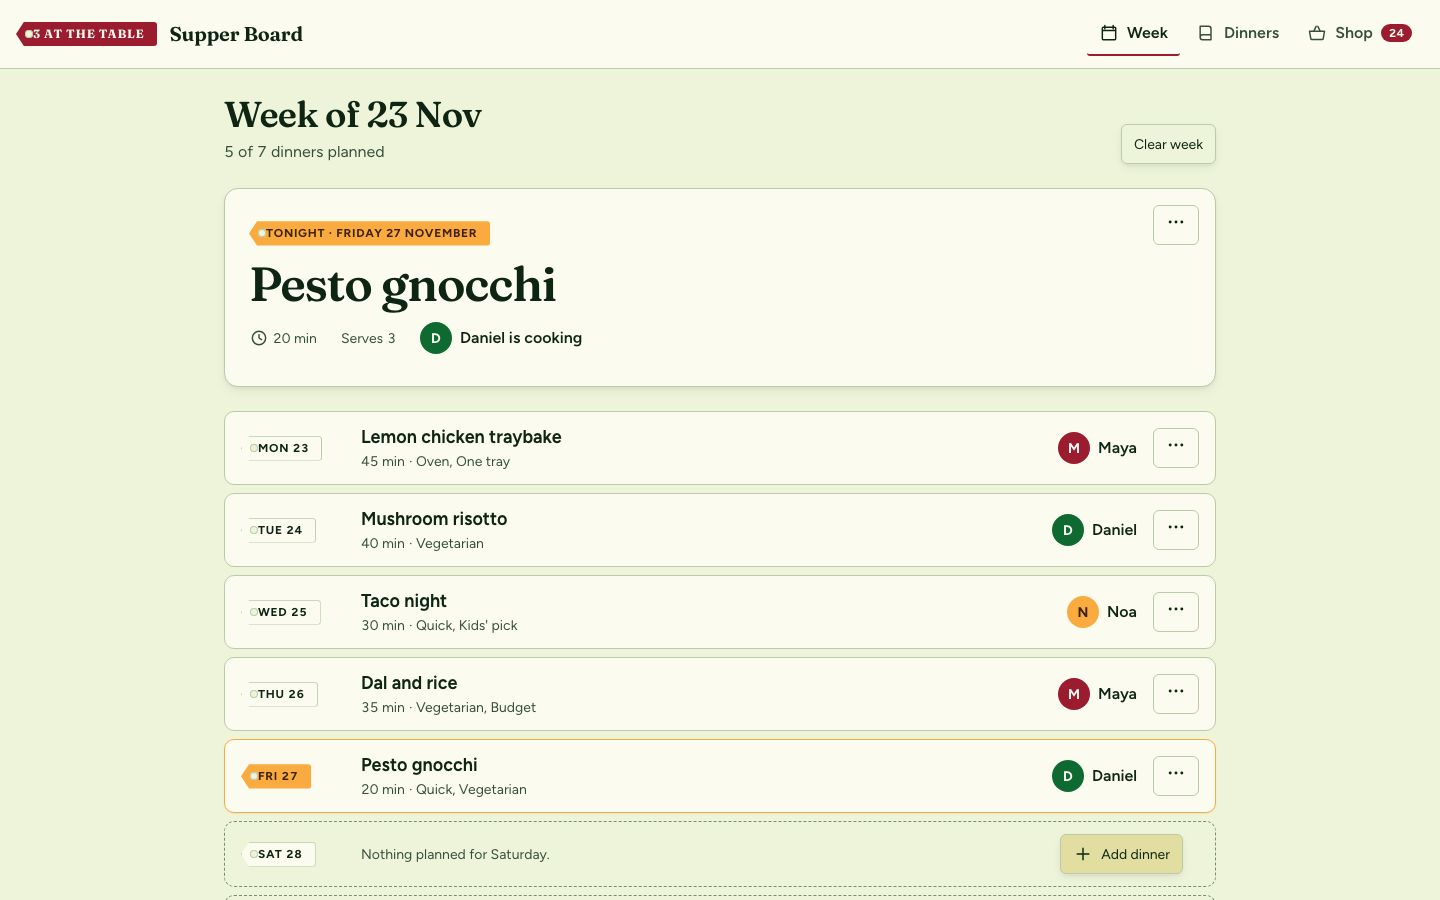 3 AT THE TABLE
Supper Board
Week
Dinners
Shop
24
Week of 23 Nov
5 of 7 dinners planned
Clear week
TONIGHT · FRIDAY 27 NOVEMBER
Pesto gnocchi
20 min
Serves 3
D
Daniel is cooking
MON 23
Lemon chicken traybake
45 min · Oven, One tray
M
Maya
TUE 24
Mushroom risotto
40 min · Vegetarian
D
Daniel
WED 25
Taco night
30 min · Quick, Kids' pick
N
Noa
THU 26
Dal and rice
35 min · Vegetarian, Budget
M
Maya
FRI 27
Pesto gnocchi
20 min · Quick, Vegetarian
D
Daniel
SAT 28
Nothing planned for Saturday.
Add dinner